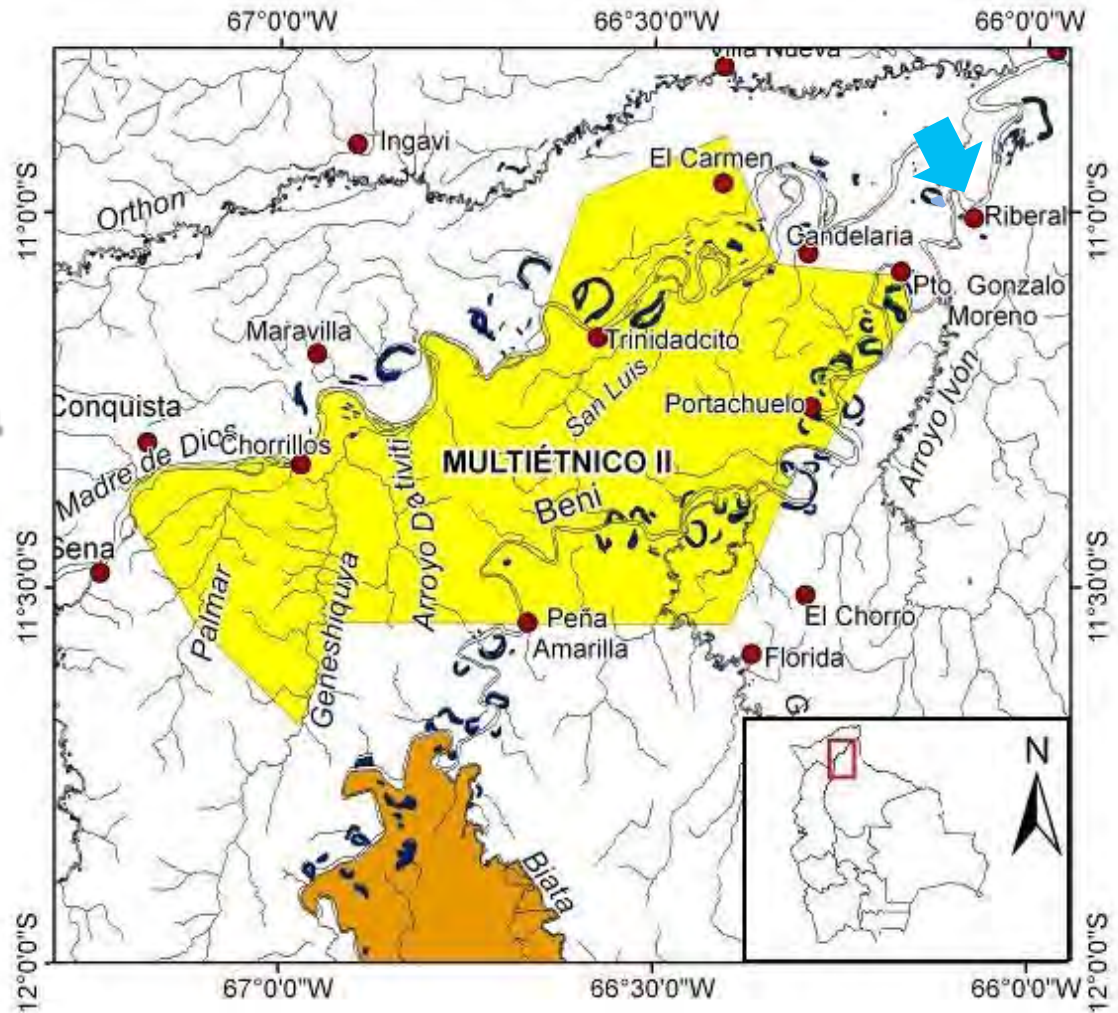 67°0'0"W
66°30'0"W
66°0'0"W
Villa Nueva
Ingavi
El Carmen
Orthon
11°0'0"S
11°0'0"S
Riberal
Candelaria
Pto. Gonzalo
Moreno
Maravilla
Trinidadcito
San Luis
Arroyo Ivón
Conquista
Portachuelo
Madre de Dios
Chorrillos
MULTIÉTNICO II
Beni
Sena
Palmar
Geneshiquya
Arroyo Dªtiviti
11°30'0"S
11°30'0"S
El Chorro
Peña
Amarilla
Florida
G
N
Biata
12°0'0"S
12°0'0"S
67°0'0"W
66°30'0"W
66°0'0"W